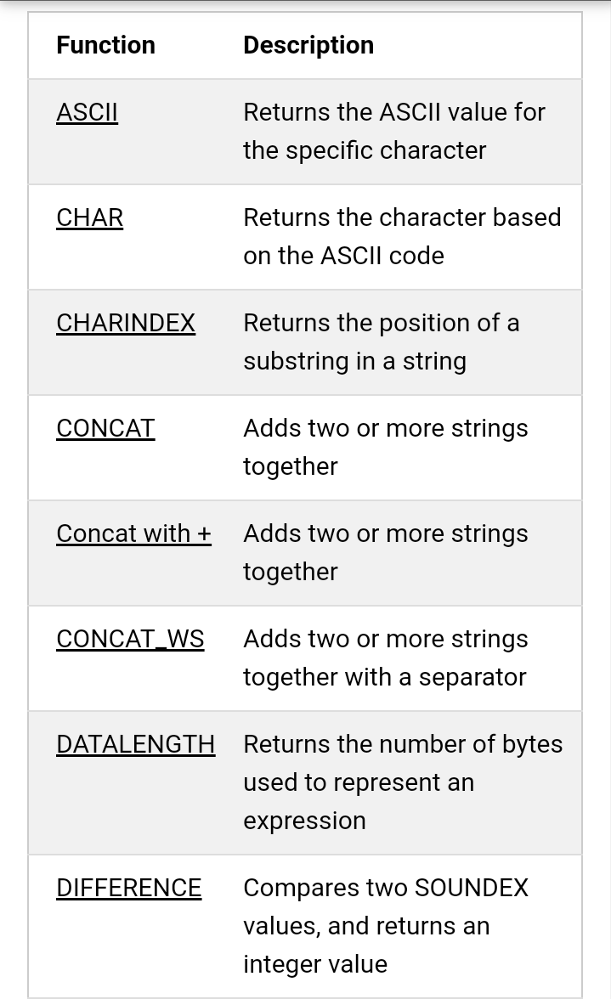 Function Description
ASCII Returns the ASCII value for
the specific character
CHAR Returns the character based
on the ASCII code
CHARINDEX Returns the position of a
substring in a string
CONCAT Adds two or more strings
together
Concat with + Adds two or more strings
together
CONCAT_WS Adds two or more strings
together with a separator
DATALENGTH Returns the number of bytes
used to represent an
expression
DIFFERENCE Compares two SOUNDEX
values, and returns an
integer value